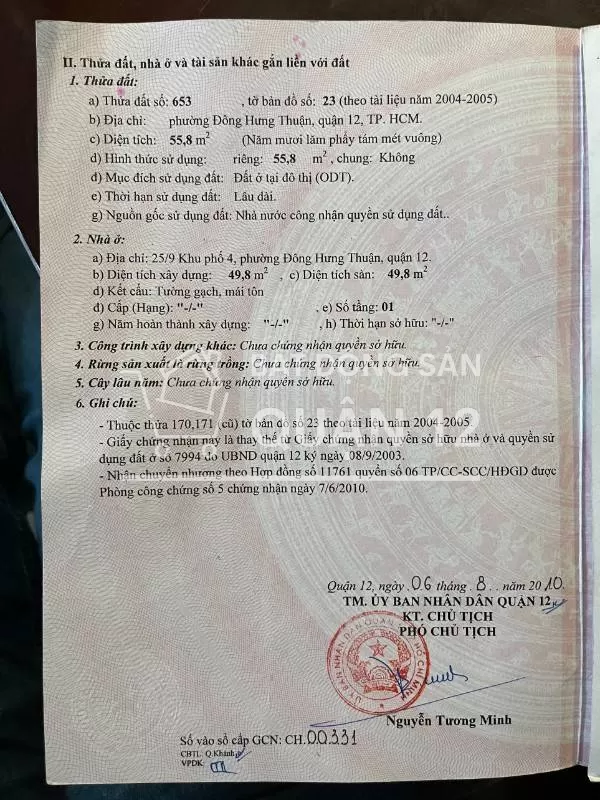 II. Thửa đất, nhà ở và tài sản khác gắn liền với đất
1. Thửa đất:
a) Thửa đất số: 653 , tờ bản đồ số: 23 (theo tài liệu năm 2004-2005)
b) Địa chỉ: phường Đông Hưng Thuận, quận 12, TP. HCM.
c) Diện tích: 55,8 m² (Năm mươi lăm phẩy tám mét vuông)
d) Hình thức sử dụng: riêng: 55,8 m², chung: Không
đ) Mục đích sử dụng đất: Đất ở tại đô thị (ODT).
e) Thời hạn sử dụng đất: Lâu dài.
g) Nguồn gốc sử dụng đất: Nhà nước công nhận quyền sử dụng đất..
2. Nhà ở:
a) Địa chỉ: 25/9 Khu phố 4, phường Đông Hưng Thuận, quận 12.
b) Diện tích xây dựng: 49,8 m² , c) Diện tích sàn: 49,8 m²
d) Kết cấu: Tường gạch, mái tôn
đ) Cấp (Hạng): "-/-" , e) Số tầng: 01
g) Năm hoàn thành xây dựng: "-/-" , h) Thời hạn sở hữu: "-/-"
3. Công trình xây dựng khác: Chưa chứng nhận quyền sở hữu.
4. Rừng sản xuất là rừng trồng: Chưa chứng nhận quyền sở hữu.
5. Cây lâu năm: Chưa chứng nhận quyền sở hữu.
BẤT ĐỘNG SẢN
QUẬN 12
6. Ghi chú:
- Thuộc thửa 170,171 (cũ) tờ bản đồ số 23 theo tài liệu năm 2004-2005.
- Giấy chứng nhận này là thay thế từ Giấy chứng nhận quyền sở hữu nhà ở và quyền sử
dụng đất ở số 7994 do UBND quận 12 ký ngày 08/9/2003.
- Nhận chuyển nhượng theo Hợp đồng số 11761 quyển số 06 TP/CC-SCC/HĐGD được
Phòng công chứng số 5 chứng nhận ngày 7/6/2010.
Quận 12, ngày 06 tháng 8 năm 2010.
TM. ỦY BAN NHÂN DÂN QUẬN 12
KT. CHỦ TỊCH
PHÓ CHỦ TỊCH
Nguyễn Tương Minh
Số vào sổ cấp GCN: CH.00331
CHTL. Q.Khánh
VPĐK: